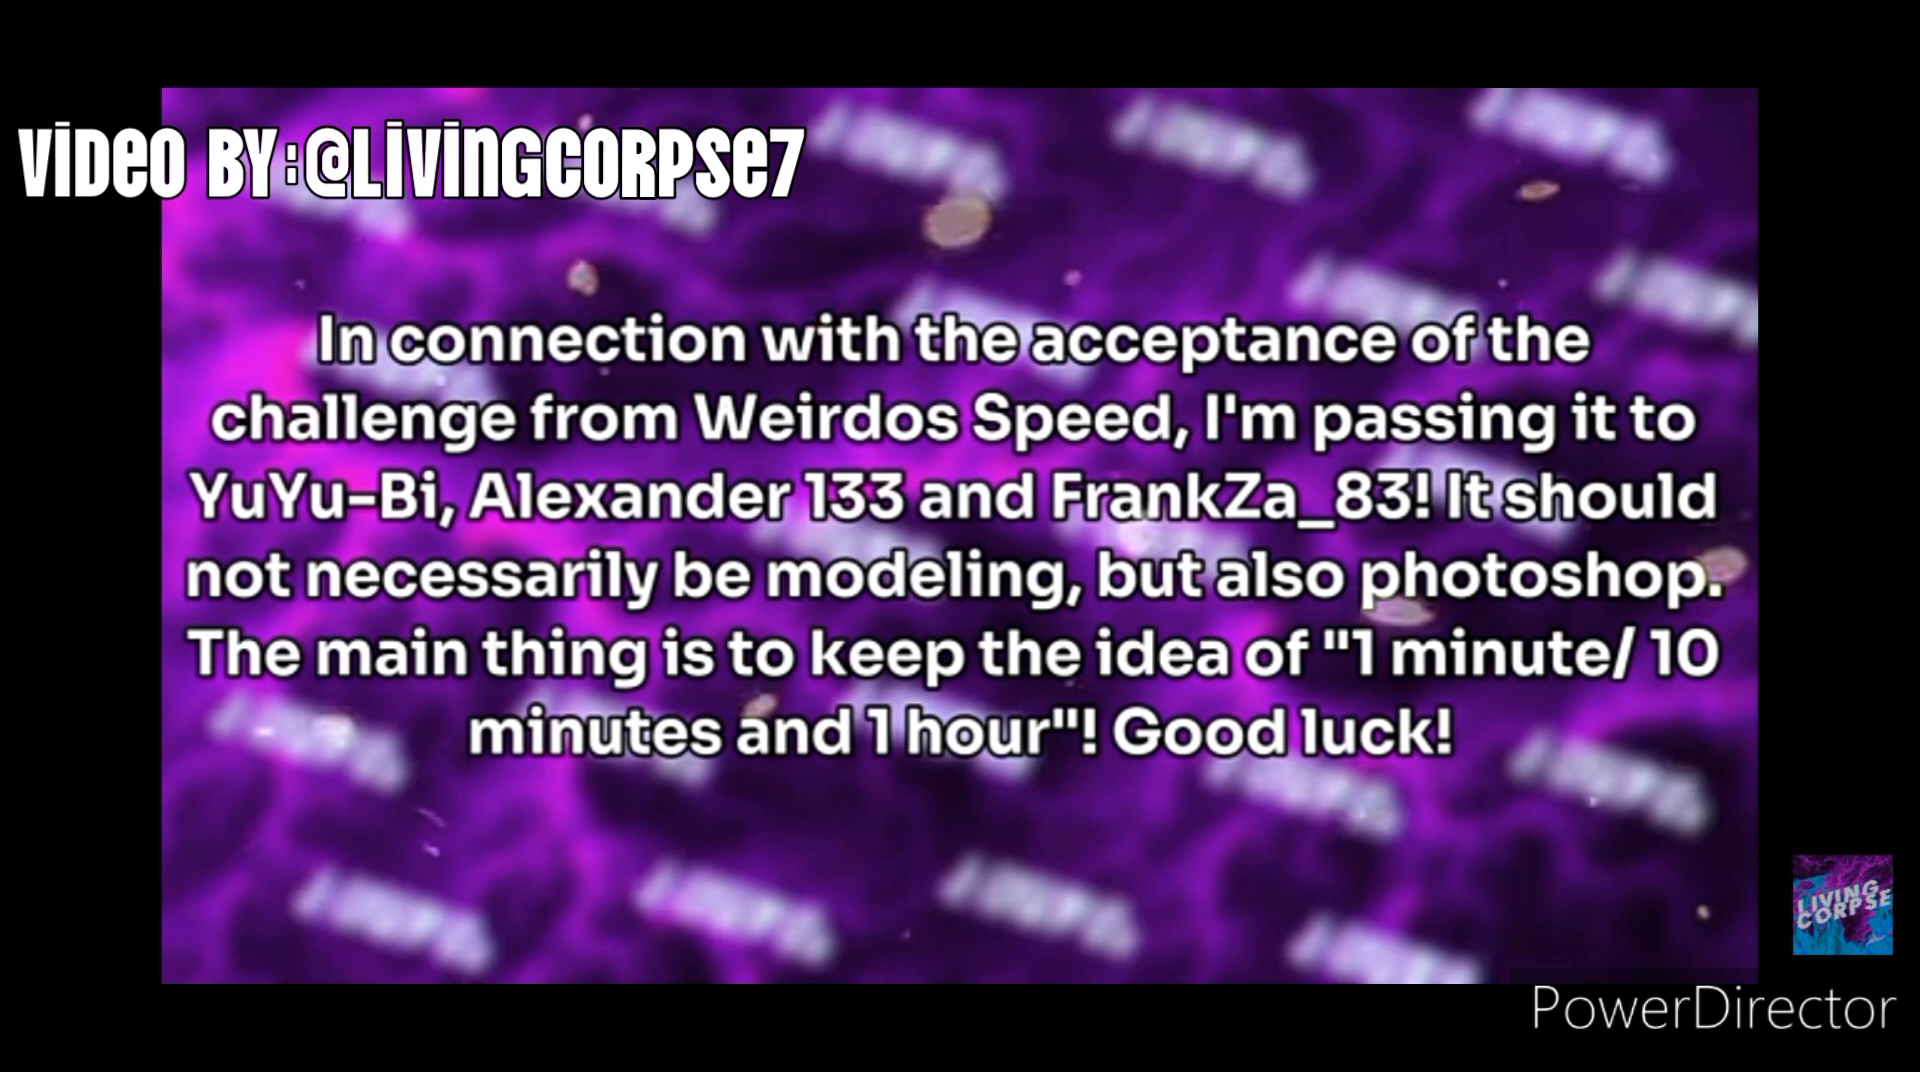 VIDEO BY:@LIVINGCORPSE7
In connection with the acceptance of the
challenge from Weirdos Speed, I'm passing it to
YuYu-Bi, Alexander 133 and FrankZa_83! It should
not necessarily be modeling, but also photoshop.
The main thing is to keep the idea of "1 minute/ 10
minutes and 1 hour"! Good luck!
LIVING
CORPSE
PowerDirector